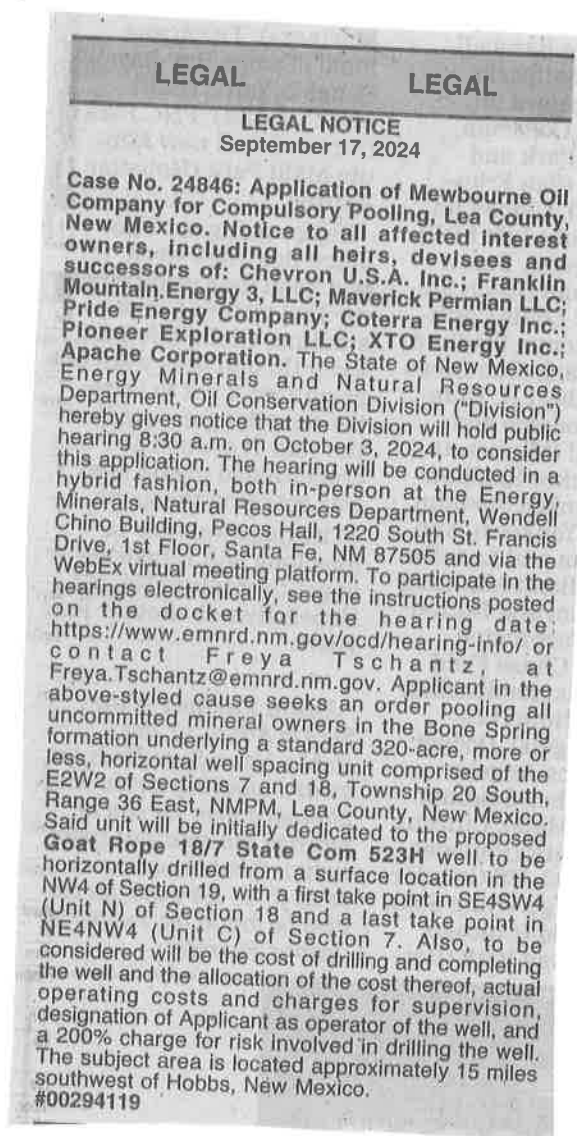 LEGAL LEGAL
LEGAL NOTICE
September 17, 2024
Case No. 24846: Application of Mewbourne Oil
Company for Compulsory Pooling, Lea County,
New Mexico. Notice to all affected interest
owners, including all heirs, devisees and
successors of: Chevron U.S.A. Inc.; Franklin
Mountain.Energy 3, LLC; Maverick Permian LLC;
Pride Energy Company; Coterra Energy Inc.;
Pioneer Exploration LLC; XTO Energy Inc.;
Apache Corporation. The State of New Mexico,
Energy Minerals and Natural Resources
Department, Oil Conservation Division ("Division")
hereby gives notice that the Division will hold public
hearing 8:30 a.m. on October 3, 2024, to consider
this application. The hearing will be conducted in a
hybrid fashion, both in-person at the Energy,
Minerals, Natural Resources Department, Wendell
Chino Building, Pecos Hall, 1220 South St. Francis
Drive, 1st Floor, Santa Fe, NM 87505 and via the
WebEx virtual meeting platform. To participate in the
hearings electronically, see the instructions posted
on the docket for the hearing date:
https://www.emnrd.nm.gov/ocd/hearing-info/ or
contact Freya Tschantz, at
Freya.Tschantz@emnrd.nm.gov. Applicant in the
above-styled cause seeks an order pooling all
uncommitted mineral owners in the Bone Spring
formation underlying a standard 320-acre, more or
less, horizontal well spacing unit comprised of the
E2W2 of Sections 7 and 18, Township 20 South,
Range 36 East, NMPM, Lea County, New Mexico.
Said unit will be initially dedicated to the proposed
Goat Rope 18/7 State Com 523H well to be
horizontally drilled from a surface location in the
NW4 of Section 19, with a first take point in SE4SW4
(Unit N) of Section 18 and a last take point in
NE4NW4 (Unit C) of Section 7. Also, to be
considered will be the cost of drilling and completing
the well and the allocation of the cost thereof, actual
operating costs and charges for supervision,
designation of Applicant as operator of the well, and
a 200% charge for risk involved in drilling the well.
The subject area is located approximately 15 miles
southwest of Hobbs, New Mexico.
#00294119